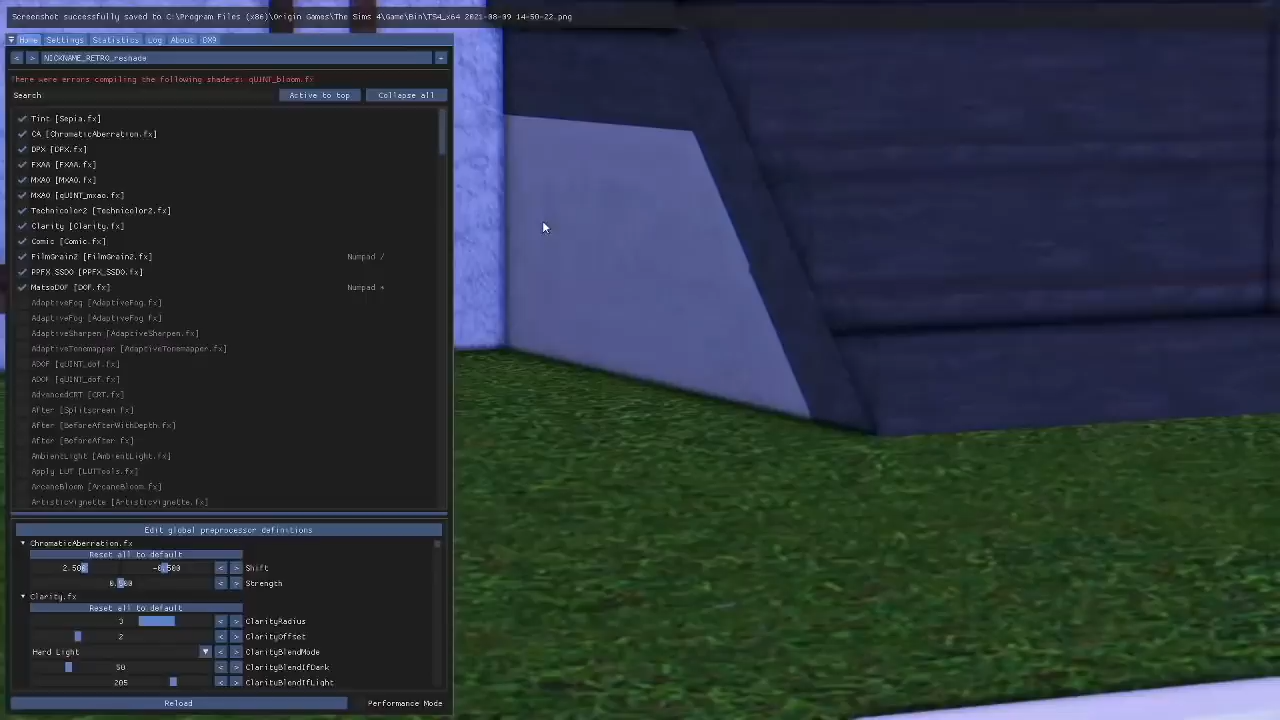 Screenshot successfully saved to C:\Program Files (x86)\Origin Games\The Sims 4\Game\Bin\TS4_x64 2021-08-09 14-50-22.png
Home Settings Statistics Log About DX9
< > NICKNAME_RETRO_reshade +
There were errors compiling the following shaders: qUINT_bloom.fx
Search Active to top Collapse all
Tint [Sepia.fx]
CA [ChromaticAberration.fx]
DPX [DPX.fx]
FXAA [FXAA.fx]
MXAO [MXAO.fx]
MXAO [qUINT_mxao.fx]
Technicolor2 [Technicolor2.fx]
Clarity [Clarity.fx]
Comic [Comic.fx]
FilmGrain2 [FilmGrain2.fx] Numpad /
PPFX_SSDO [PPFX_SSDO.fx]
MatsoDOF [DOF.fx] Numpad *
AdaptiveFog [AdaptiveFog.fx]
AdaptiveFog [AdaptiveFog.fx]
AdaptiveSharpen [AdaptiveSharpen.fx]
AdaptiveTonemapper [AdaptiveTonemapper.fx]
ADOF [qUINT_dof.fx]
ADOF [qUINT_dof.fx]
AdvancedCRT [CRT.fx]
After [Splitscreen.fx]
After [BeforeAfterWithDepth.fx]
After [BeforeAfter.fx]
AmbientLight [AmbientLight.fx]
Apply LUT [LUTTools.fx]
ArcaneBloom [ArcaneBloom.fx]
ArtisticVignette [ArtisticVignette.fx]
Edit global preprocessor definitions
ChromaticAberration.fx
Reset all to default
2.500 -0.500 < > Shift
0.500 < > Strength
Clarity.fx
Reset all to default
3 < > ClarityRadius
2 < > ClarityOffset
Hard Light < > ClarityBlendMode
50 < > ClarityBlendIfDark
205 < > ClarityBlendIfLight
Reload Performance Mode